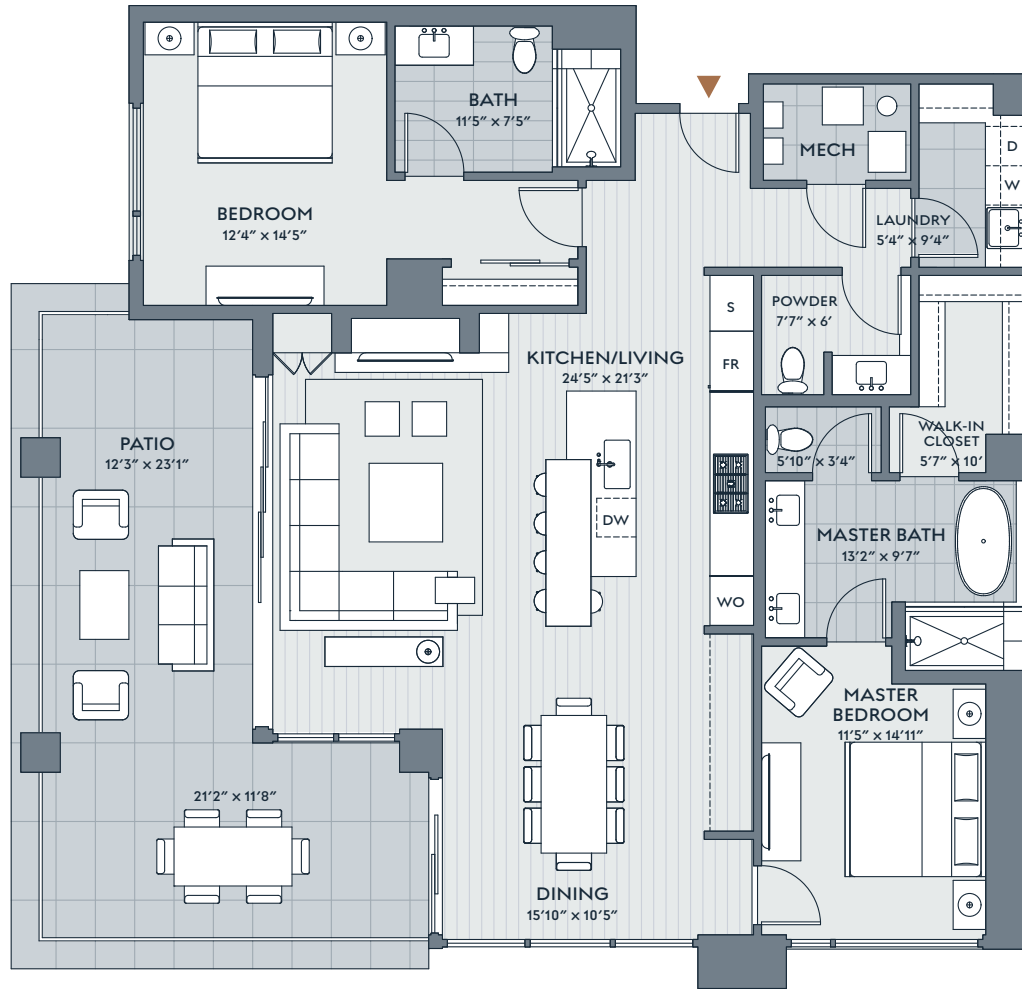 BATH
11'5" x 7'5"
MECH
D
W
BEDROOM
12'4" x 14'5"
LAUNDRY
5'4" x 9'4"
S
POWDER
7'7" x 6'
KITCHEN/LIVING
24'5" x 21'3"
FR
PATIO
12'3" x 23'1"
WALK-IN
CLOSET
5'7" x 10'
5'10" x 3'4"
DW
MASTER BATH
13'2" x 9'7"
WO
MASTER
BEDROOM
11'5" x 14'11"
21'2" x 11'8"
DINING
15'10" x 10'5"